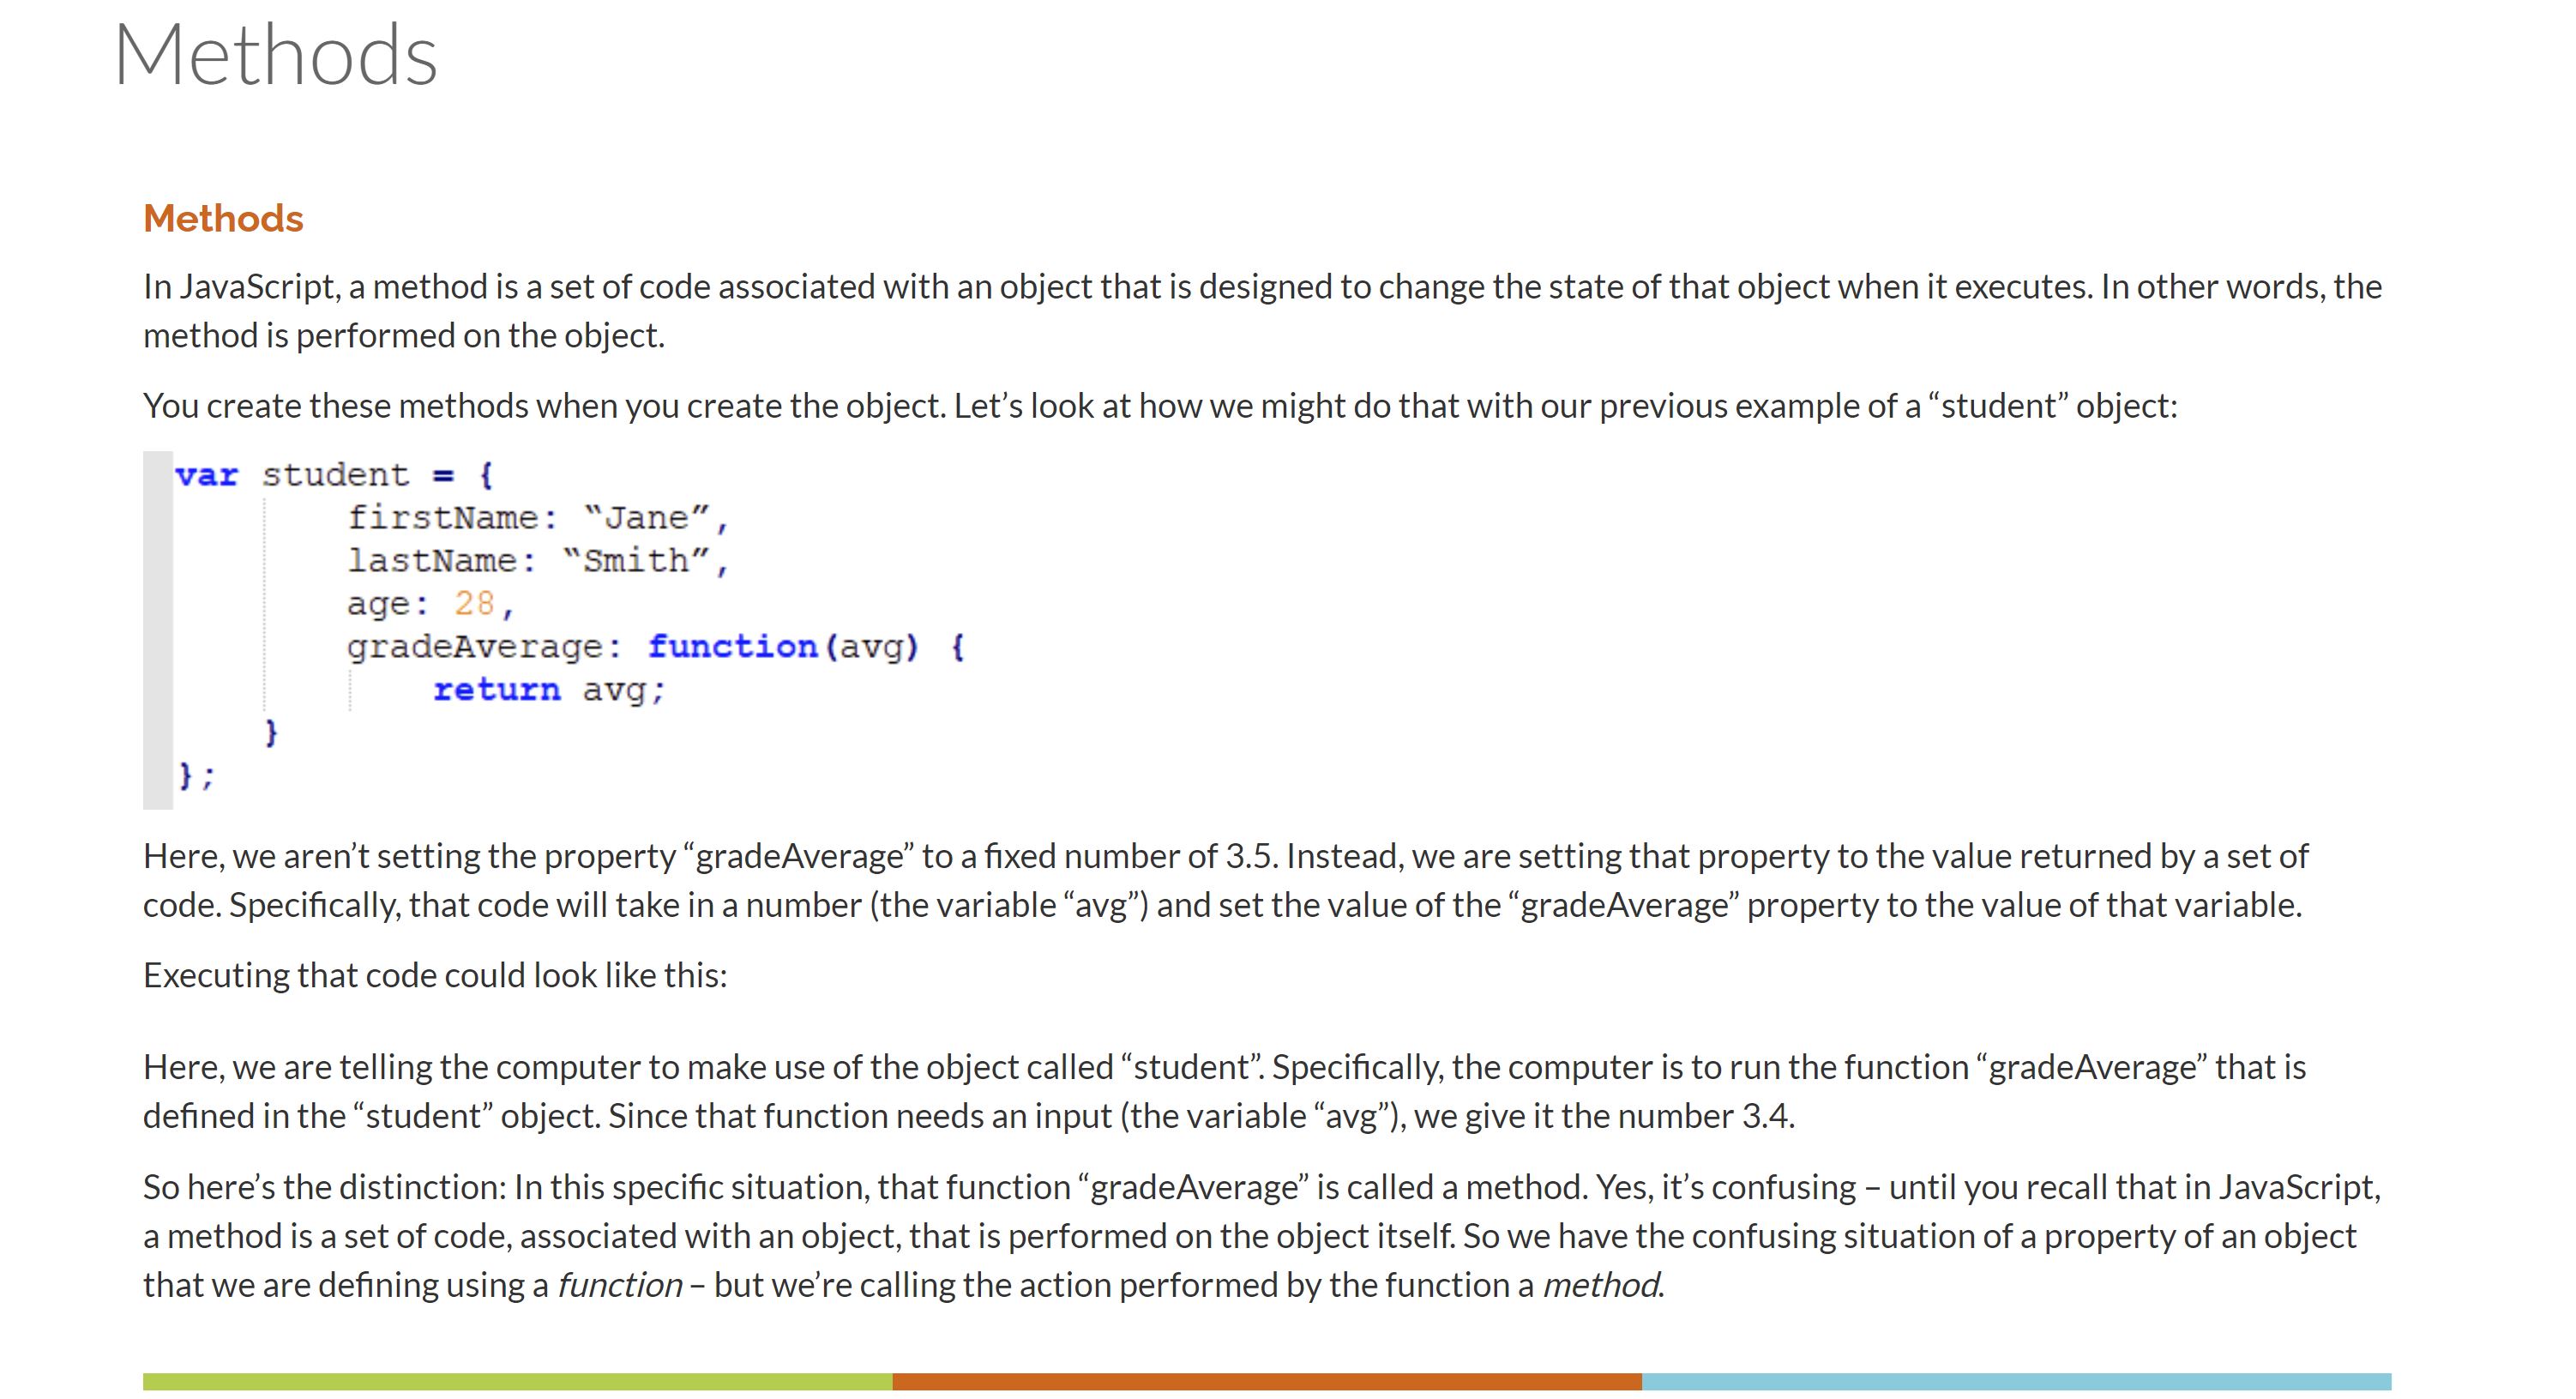 Methods
Methods
In JavaScript, a method is a set of code associated with an object that is designed to change the state of that object when it executes. In other words, the
method is performed on the object.
You create these methods when you create the object. Let’s look at how we might do that with our previous example of a “student” object:
var student = {
firstName: “Jane”,
lastName: “Smith”,
age: 28,
gradeAverage: function(avg) {
return avg;
}
};
Here, we aren’t setting the property “gradeAverage” to a fixed number of 3.5. Instead, we are setting that property to the value returned by a set of
code. Specifically, that code will take in a number (the variable “avg”) and set the value of the “gradeAverage” property to the value of that variable.
Executing that code could look like this:
Here, we are telling the computer to make use of the object called “student”. Specifically, the computer is to run the function “gradeAverage” that is
defined in the “student” object. Since that function needs an input (the variable “avg”), we give it the number 3.4.
So here’s the distinction: In this specific situation, that function “gradeAverage” is called a method. Yes, it’s confusing – until you recall that in JavaScript,
a method is a set of code, associated with an object, that is performed on the object itself. So we have the confusing situation of a property of an object
that we are defining using a function – but we’re calling the action performed by the function a method.